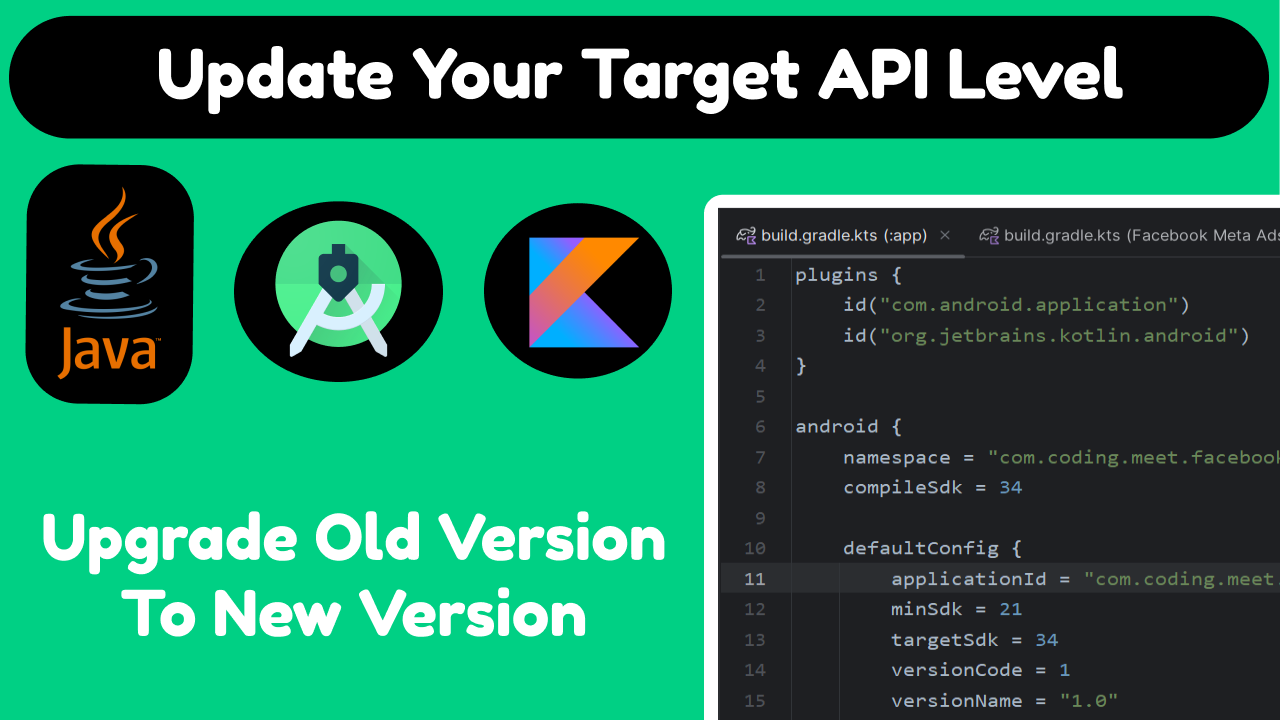 Update Your Target API Level
Java™
Upgrade Old Version
To New Version
build.gradle.kts (:app) × build.gradle.kts (Facebook Meta Ads
1 plugins {
2 id("com.android.application")
3 id("org.jetbrains.kotlin.android")
4 }
5
6 android {
7 namespace = "com.coding.meet.facebook
8 compileSdk = 34
9
10 defaultConfig {
11 applicationId = "com.coding.meet.
12 minSdk = 21
13 targetSdk = 34
14 versionCode = 1
15 versionName = "1.0"